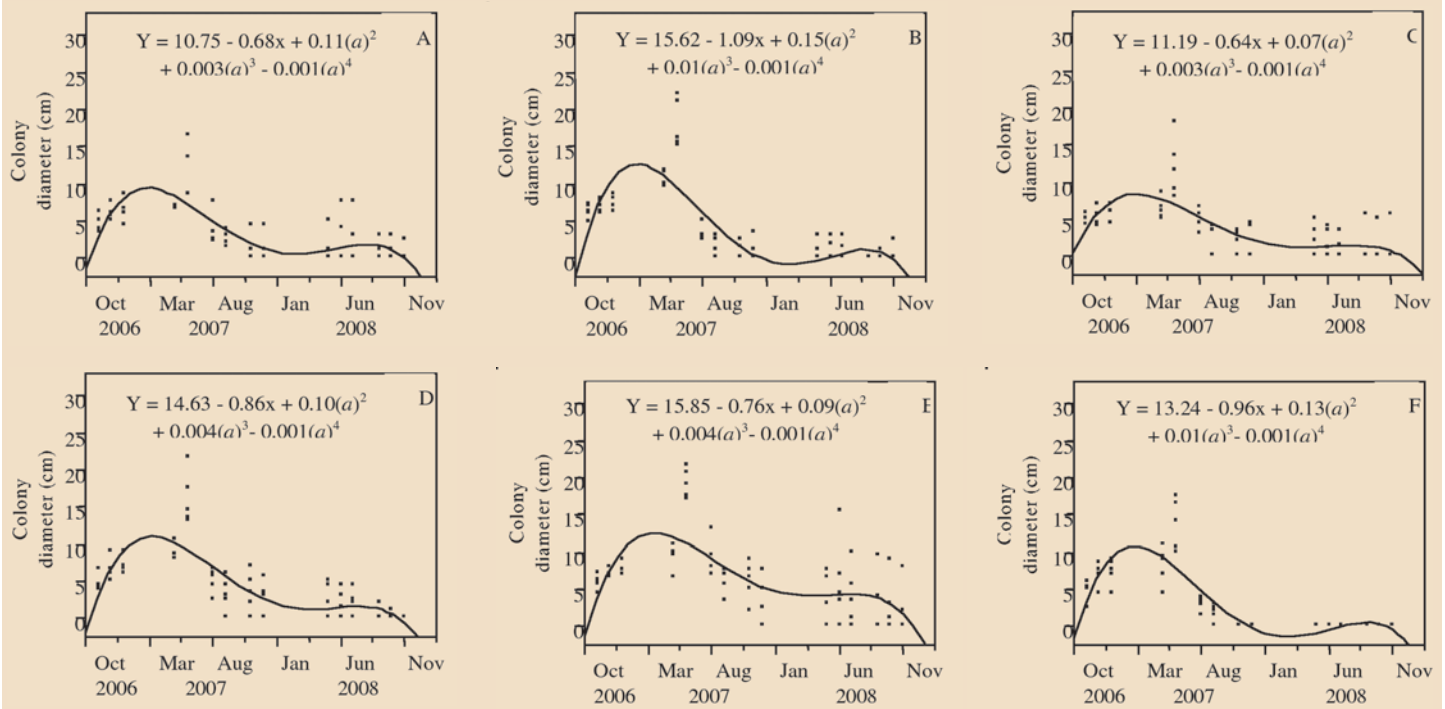 Y = 10.75 - 0.68x + 0.11(a)² A
+ 0.003(a)³ - 0.001(a)⁴
Colony
diameter (cm)
30
25
20
15
10
5
0
Oct Mar Aug Jan Jun Nov
2006 2007 2008
Y = 15.62 - 1.09x + 0.15(a)² B
+ 0.01(a)³- 0.001(a)⁴
Colony
diameter (cm)
30
25
20
15
10
5
0
Oct Mar Aug Jan Jun Nov
2006 2007 2008
Y = 11.19 - 0.64x + 0.07(a)² C
+ 0.003(a)³- 0.001(a)⁴
Colony
diameter (cm)
30
25
20
15
10
5
0
Oct Mar Aug Jan Jun Nov
2006 2007 2008
Y = 14.63 - 0.86x + 0.10(a)² D
+ 0.004(a)³- 0.001(a)⁴
Colony
diameter (cm)
30
25
20
15
10
5
0
Oct Mar Aug Jan Jun Nov
2006 2007 2008
Y = 15.85 - 0.76x + 0.09(a)² E
+ 0.004(a)³- 0.001(a)⁴
Colony
diameter (cm)
30
25
20
15
10
5
0
Oct Mar Aug Jan Jun Nov
2006 2007 2008
Y = 13.24 - 0.96x + 0.13(a)² F
+ 0.01(a)³- 0.001(a)⁴
Colony
diameter (cm)
30
25
20
15
10
5
0
Oct Mar Aug Jan Jun Nov
2006 2007 2008